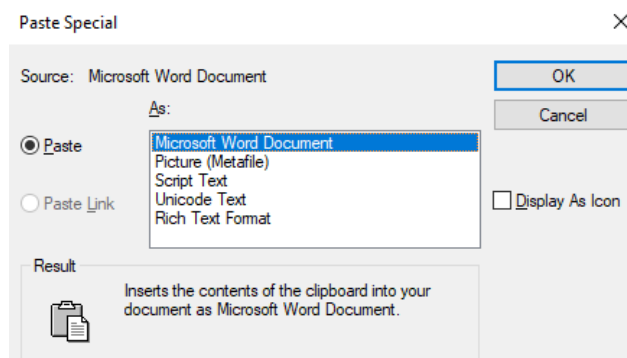 Paste Special
Source: Microsoft Word Document
OK
As:
Cancel
Paste
Microsoft Word Document
Picture (Metafile)
Script Text
Paste Link
Unicode Text
Display As Icon
Rich Text Format
Result
Inserts the contents of the clipboard into your
document as Microsoft Word Document.